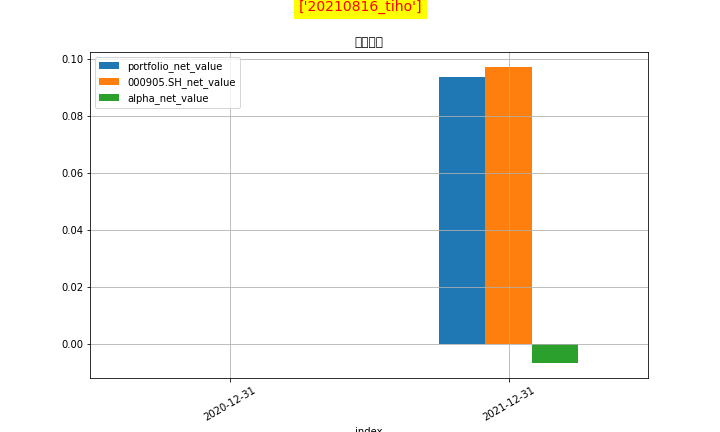 ['20210816_tiho']
portfolio_net_value
000905.SH_net_value
alpha_net_value
0.10
0.08
0.06
0.04
0.02
0.00
2020-12-31
2021-12-31
index